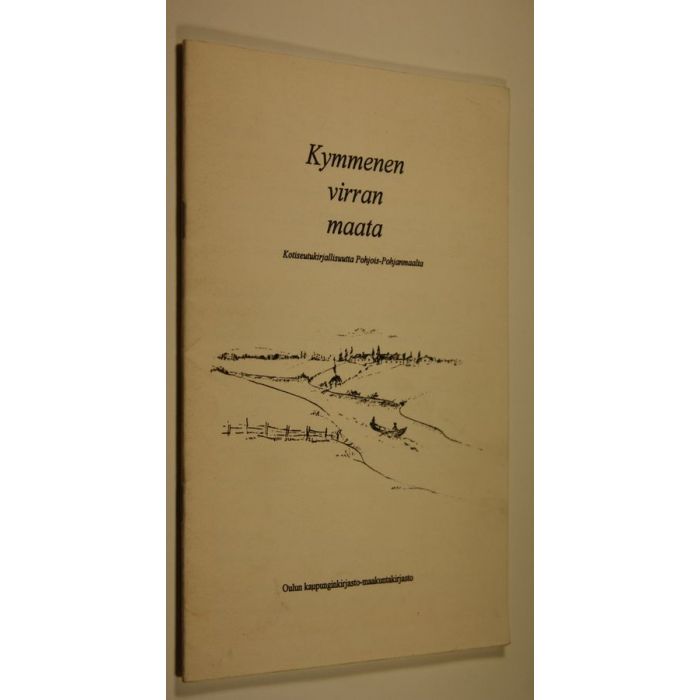 Kymmenen
virran
maata
Kotiseutukirjallisuutta Pohjois-Pohjanmaalta
Oulun kaupunginkirjasto-maakuntakirjasto